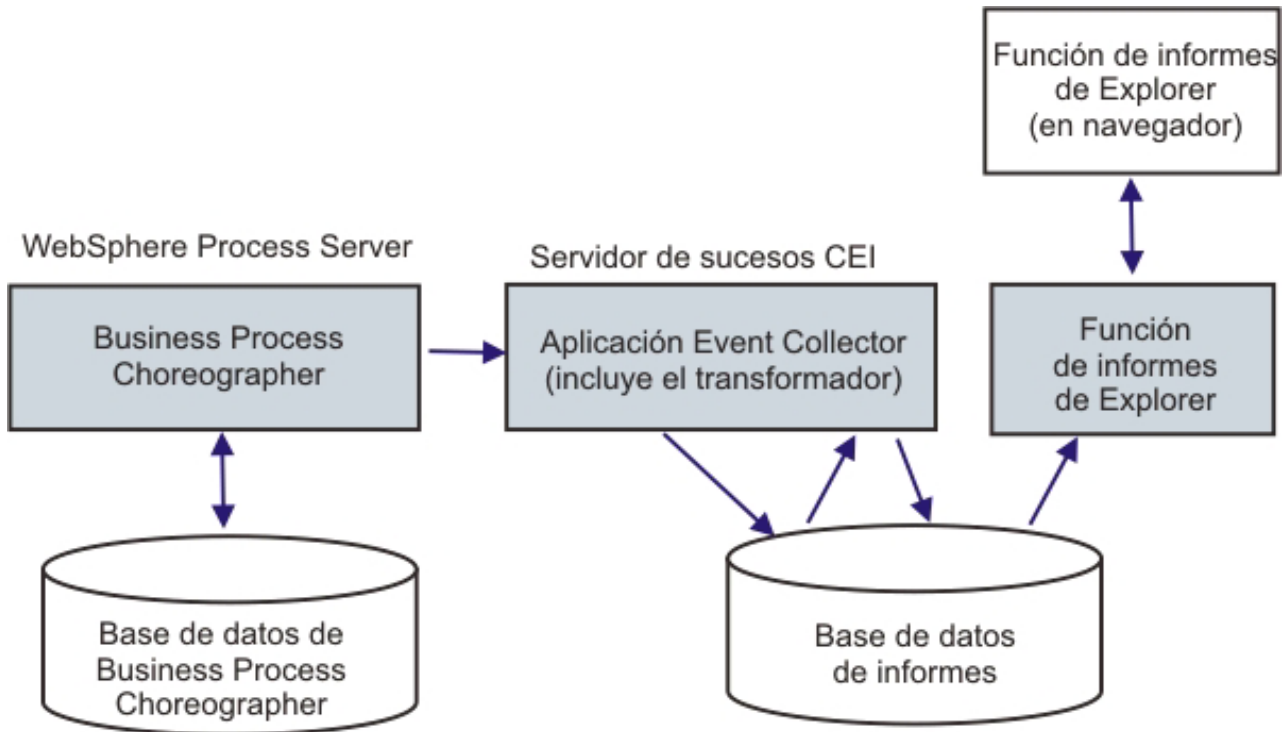 Función de informes
de Explorer
(en navegador)
WebSphere Process Server
Servidor de sucesos CEI
Business Process
Choreographer
Aplicación Event Collector
(incluye el transformador)
Función
de informes
de Explorer
Base de datos de
Business Process
Choreographer
Base de datos
de informes